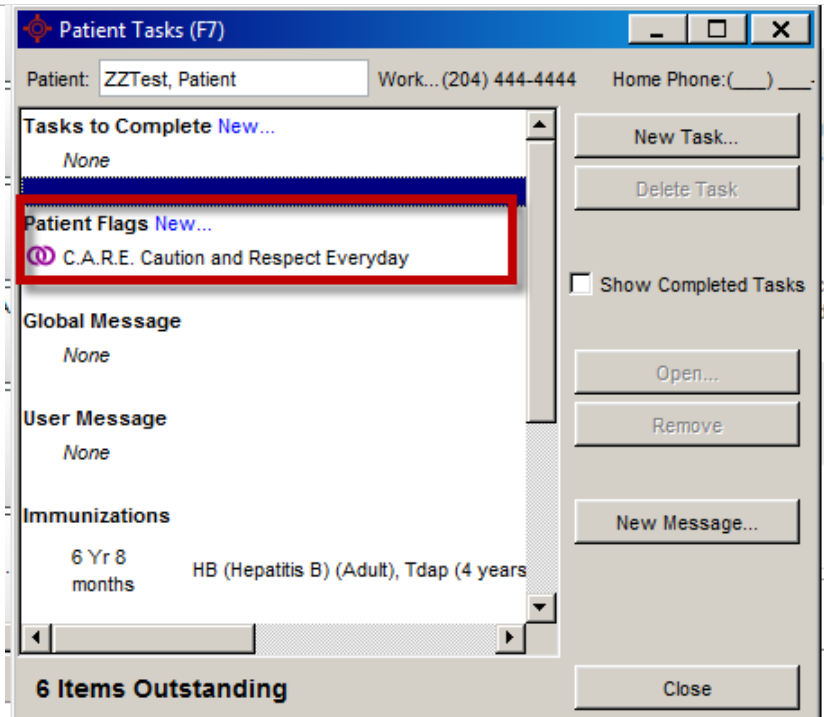 Patient Tasks (F7)
Patient: ZZTest, Patient Work... (204) 444-4444 Home Phone:(___) ___-
Tasks to Complete New...
None
Patient Flags New...
C.A.R.E. Caution and Respect Everyday
Global Message
None
User Message
None
Immunizations
6 Yr 8
months
HB (Hepatitis B) (Adult), Tdap (4 years
6 Items Outstanding
New Task...
Delete Task
Show Completed Tasks
Open...
Remove
New Message...
Close